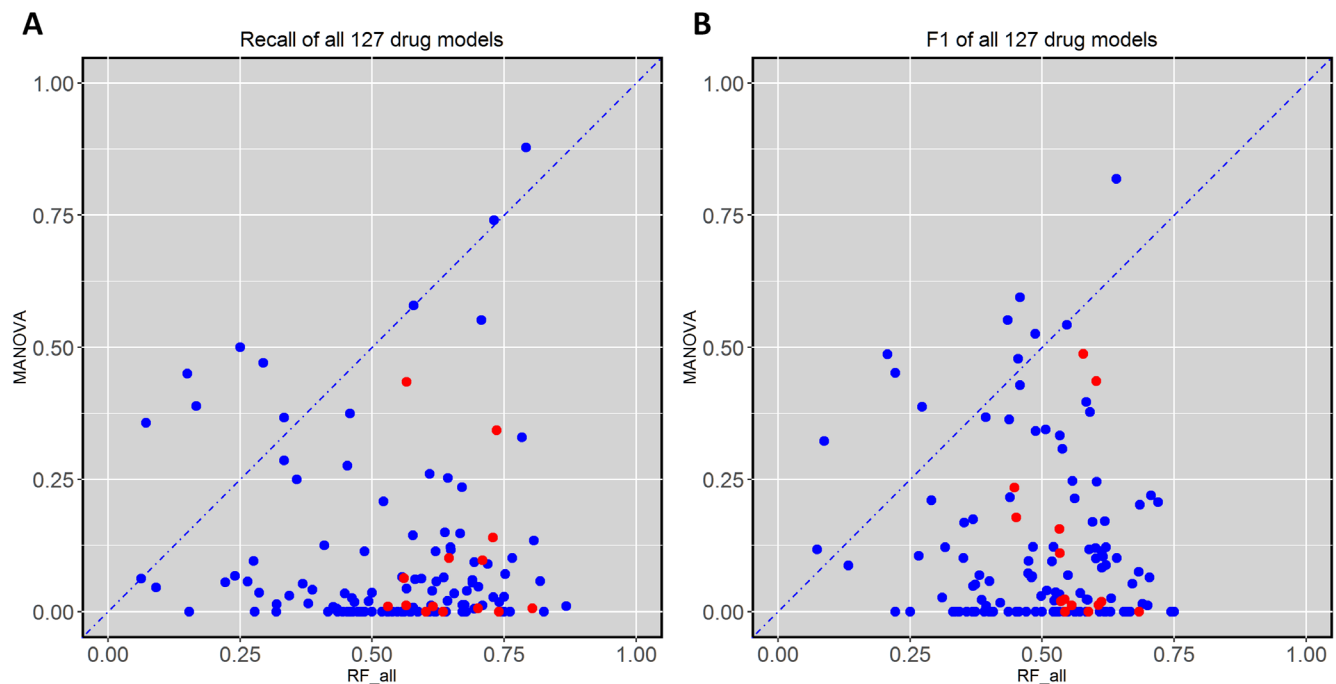 A
Recall of all 127 drug models
1.00
0.75
0.50
0.25
0.00
MANOVA
0.00 0.25 0.50 0.75 1.00
RF_all
B
F1 of all 127 drug models
1.00
0.75
0.50
0.25
0.00
MANOVA
0.00 0.25 0.50 0.75 1.00
RF_all